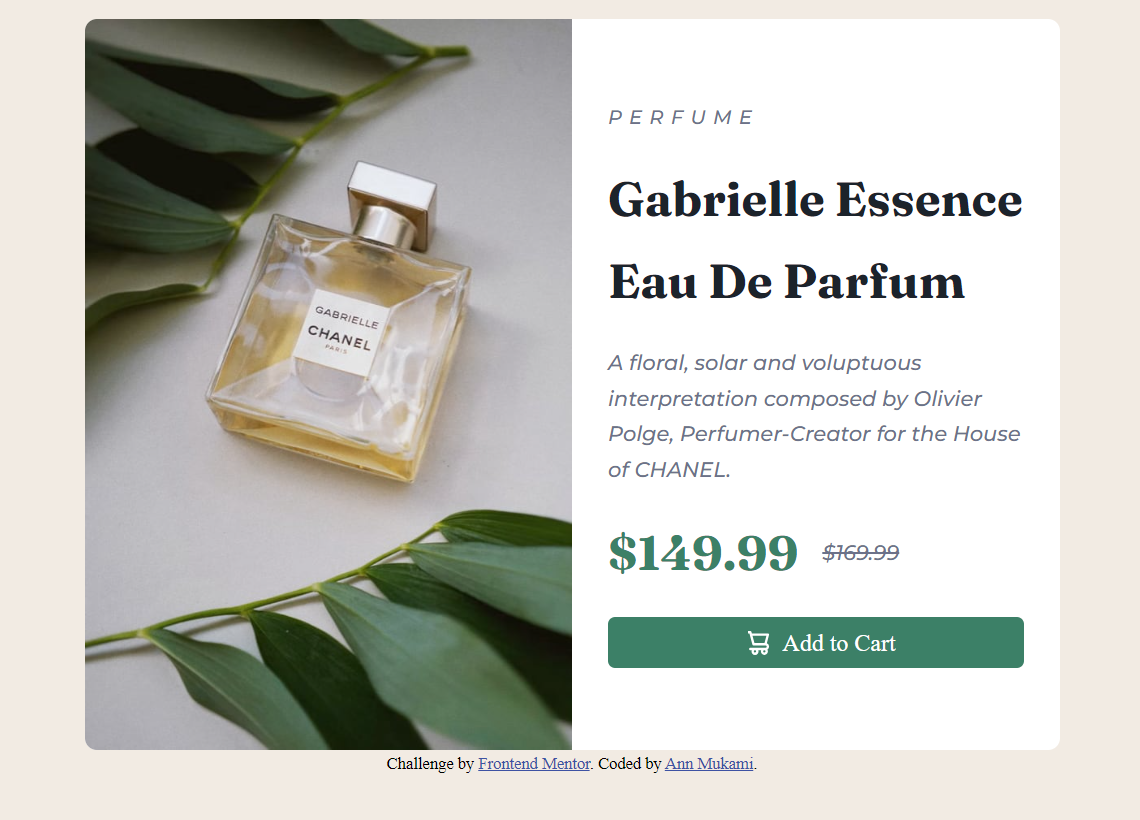 GABRIELLE
CHANEL
PARIS
PERFUME
Gabrielle Essence
Eau De Parfum
A floral, solar and voluptuous
interpretation composed by Olivier
Polge, Perfumer-Creator for the House
of CHANEL.
$149.99 $169.99
Add to Cart
Challenge by Frontend Mentor. Coded by Ann Mukami.